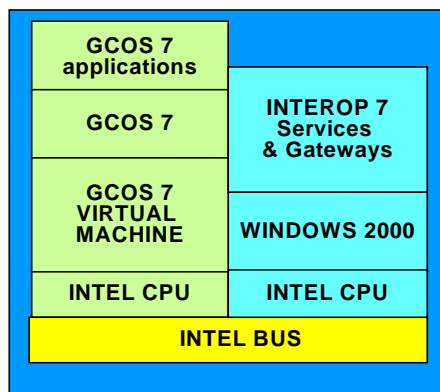 GCOS 7
applications
GCOS 7
GCOS 7
VIRTUAL
MACHINE
INTEL CPU
INTEROP 7
Services
& Gateways
WINDOWS 2000
INTEL CPU
INTEL BUS